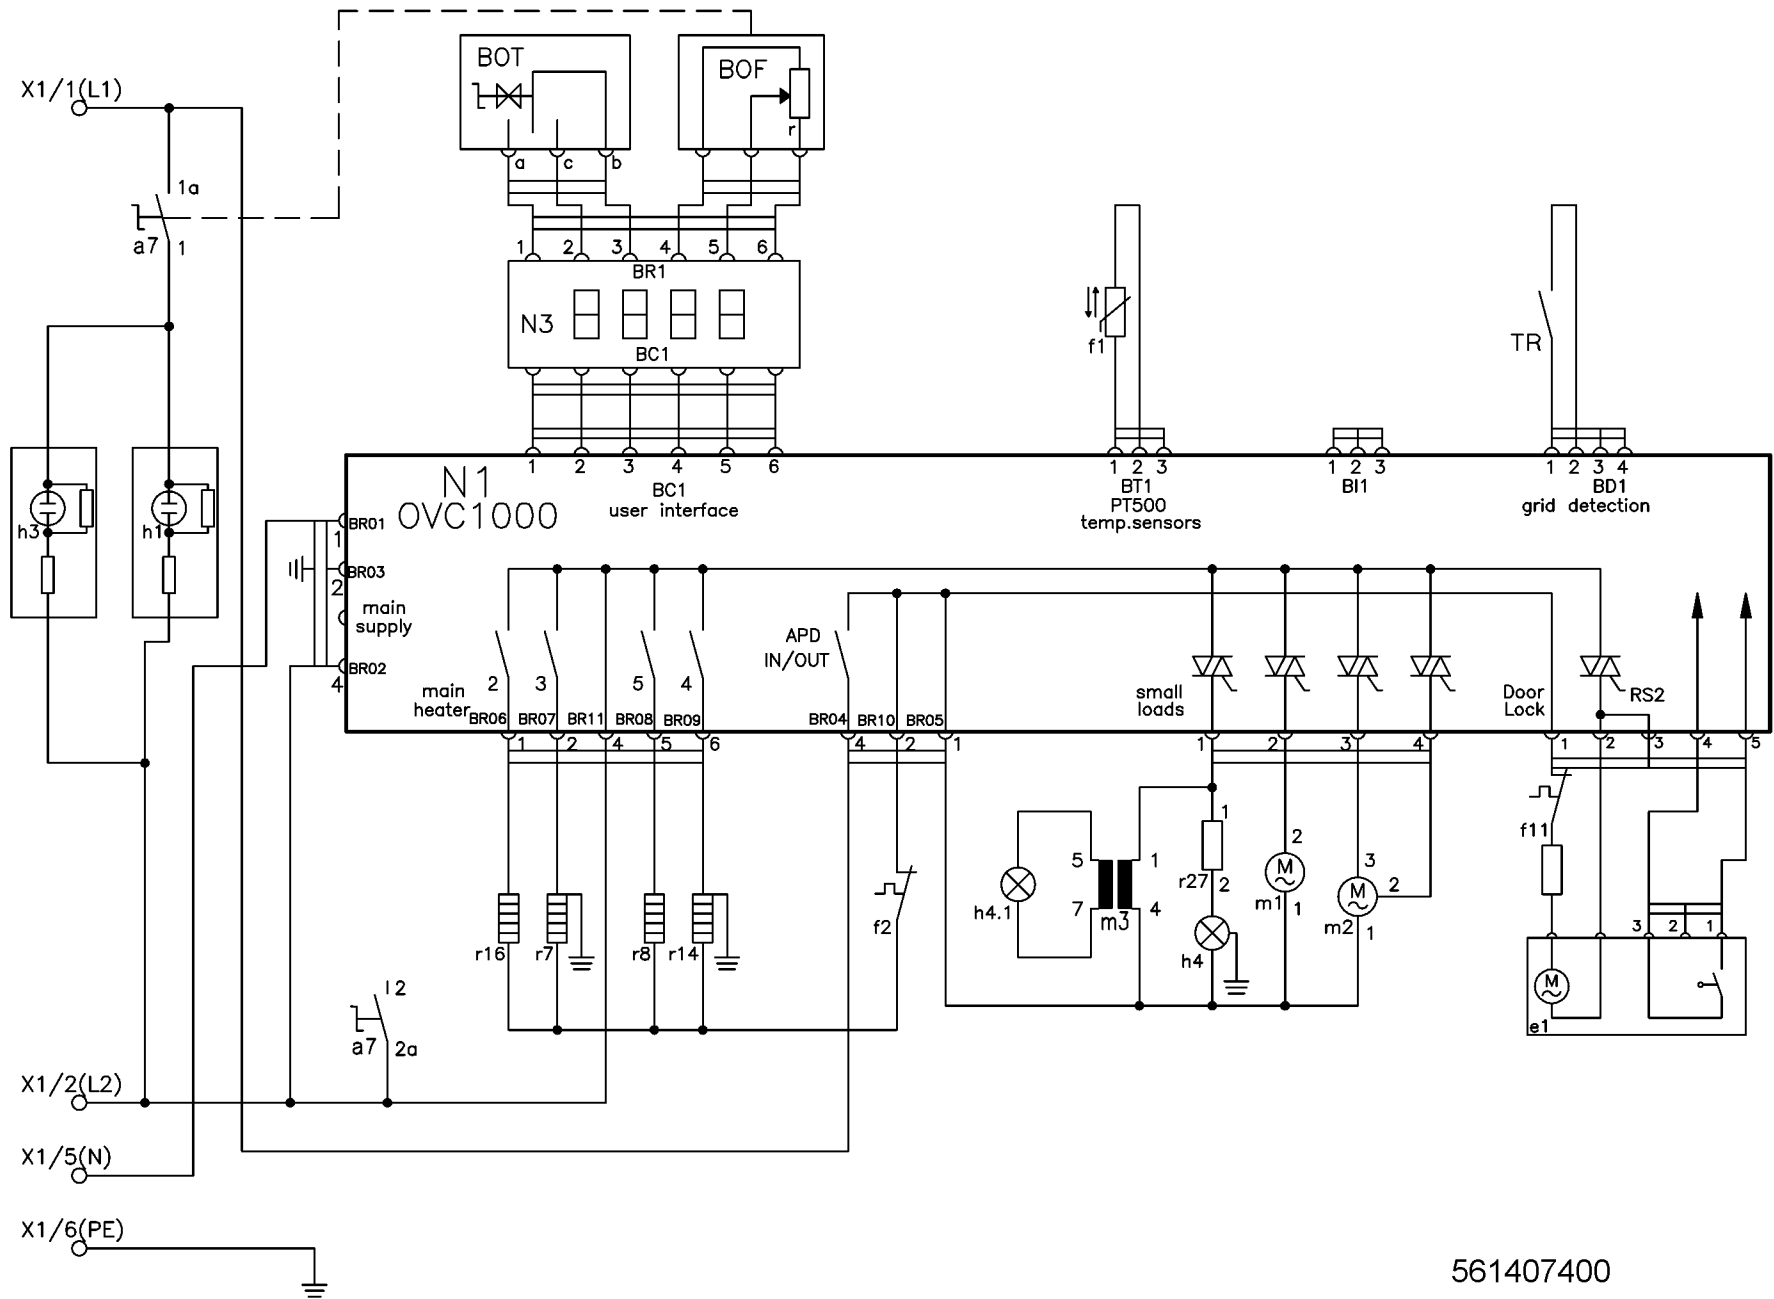 X1/1(L1)
BOT
BOF
r
a c b
1a
a7 1
1 2 3 4 5 6
BR1
N3
BC1
f1
TR
1 2 3 4 5 6
BC1
user interface
N1
OVC1000
1 2 3
BT1
PT500
temp.sensors
1 2 3
BI1
1 2 3 4
BD1
grid detection
h3
h1
BR01
1
BR03
2
main
supply
BR02
4
main
heater
2 3 5 4
BR06 BR07 BR11 BR08 BR09
1 2 4 5 6
APD
IN/OUT
BR04 BR10 BR05
4 2 1
small
loads
1 2 3 4
Door
Lock
RS2
1 2 3 4 5
r16 r7 r8 r14
f2
h4.1
5 1
7 4
m3
1
r27 2
h4
2
m1 1
3
M
2
m2 1
M
f11
3 2 1
M
e1
12
a7 2a
X1/2(L2)
X1/5(N)
X1/6(PE)
561407400